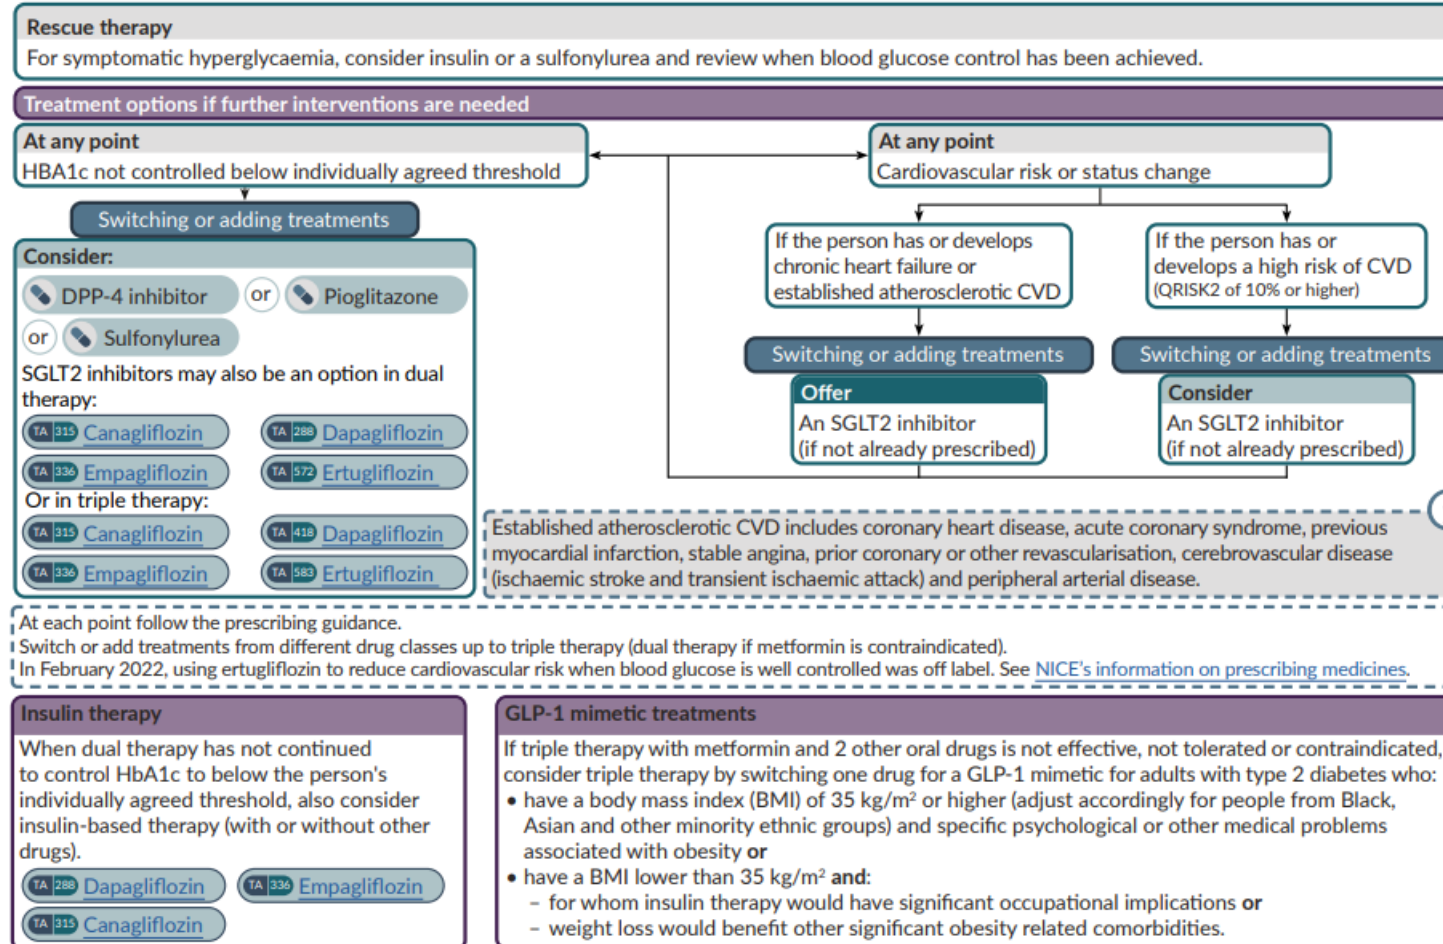 Rescue therapy
For symptomatic hyperglycaemia, consider insulin or a sulfonylurea and review when blood glucose control has been achieved.
Treatment options if further interventions are needed
At any point
HBA1c not controlled below individually agreed threshold
Switching or adding treatments
Consider:
DPP-4 inhibitor or Pioglitazone
or Sulfonylurea
SGLT2 inhibitors may also be an option in dual
therapy:
TA 315 Canagliflozin TA 288 Dapagliflozin
TA 336 Empagliflozin TA 572 Ertugliflozin
Or in triple therapy:
TA 315 Canagliflozin TA 418 Dapagliflozin
TA 336 Empagliflozin TA 583 Ertugliflozin
At any point
Cardiovascular risk or status change
If the person has or develops
chronic heart failure or
established atherosclerotic CVD
Switching or adding treatments
Offer
An SGLT2 inhibitor
(if not already prescribed)
If the person has or
develops a high risk of CVD
(QRISK2 of 10% or higher)
Switching or adding treatments
Consider
An SGLT2 inhibitor
(if not already prescribed)
Established atherosclerotic CVD includes coronary heart disease, acute coronary syndrome, previous
myocardial infarction, stable angina, prior coronary or other revascularisation, cerebrovascular disease
(ischaemic stroke and transient ischaemic attack) and peripheral arterial disease.
At each point follow the prescribing guidance.
Switch or add treatments from different drug classes up to triple therapy (dual therapy if metformin is contraindicated).
In February 2022, using ertugliflozin to reduce cardiovascular risk when blood glucose is well controlled was off label. See NICE's information on prescribing medicines.
Insulin therapy
When dual therapy has not continued
to control HbA1c to below the person's
individually agreed threshold, also consider
insulin-based therapy (with or without other
drugs).
TA 288 Dapagliflozin TA 336 Empagliflozin
TA 315 Canagliflozin
GLP-1 mimetic treatments
If triple therapy with metformin and 2 other oral drugs is not effective, not tolerated or contraindicated,
consider triple therapy by switching one drug for a GLP-1 mimetic for adults with type 2 diabetes who:
• have a body mass index (BMI) of 35 kg/m² or higher (adjust accordingly for people from Black,
Asian and other minority ethnic groups) and specific psychological or other medical problems
associated with obesity or
• have a BMI lower than 35 kg/m² and:
– for whom insulin therapy would have significant occupational implications or
– weight loss would benefit other significant obesity related comorbidities.